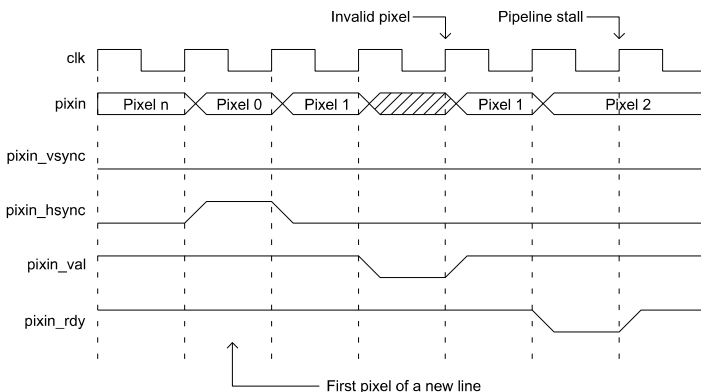 Invalid pixel
Pipeline stall
clk
pixin
Pixel n
Pixel 0
Pixel 1
Pixel 1
Pixel 2
pixin_vsync
pixin_hsync
pixin_val
pixin_rdy
First pixel of a new line